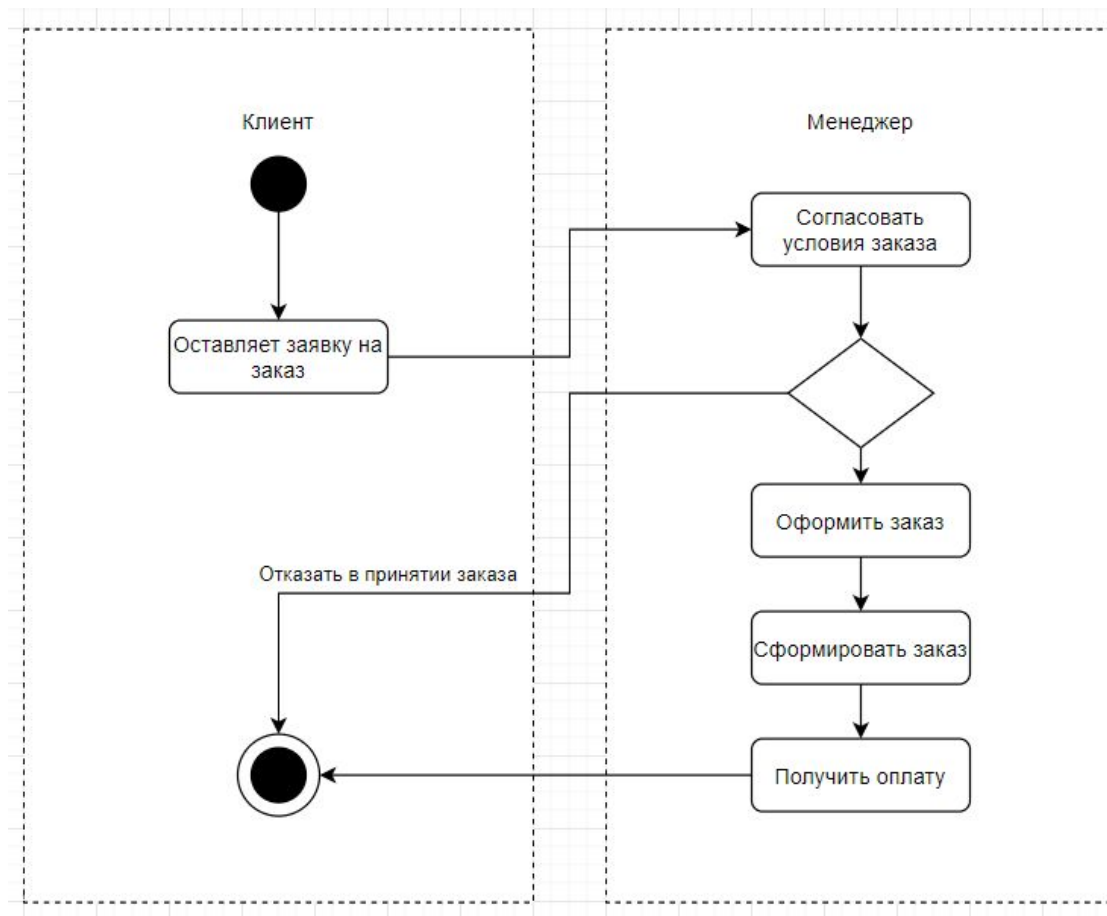 Клиент
Менеджер
Согласовать
условия заказа
Оставляет заявку на
заказ
Оформить заказ
Отказать в принятии заказа
Сформировать заказ
Получить оплату